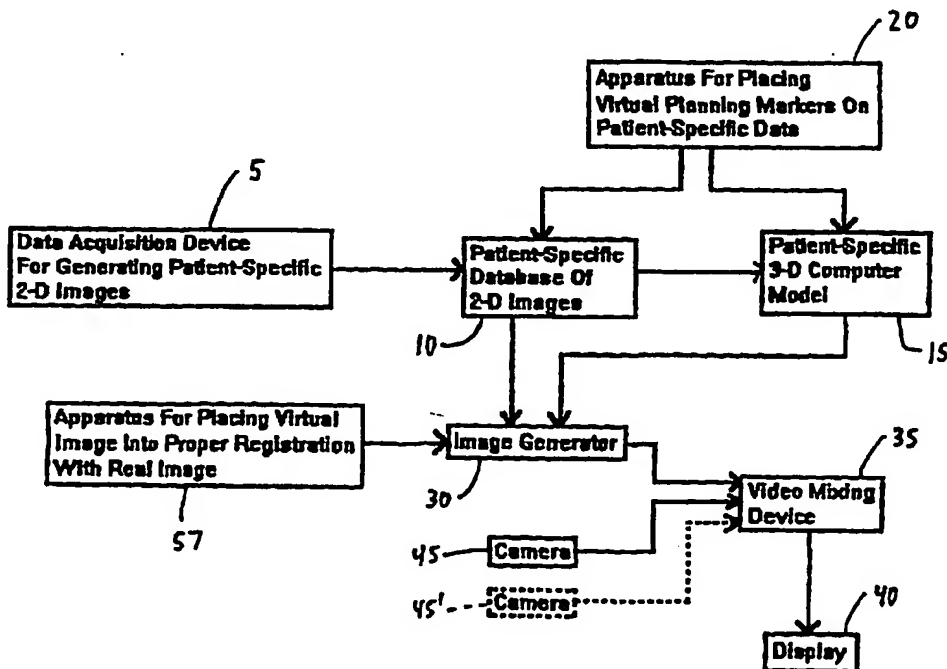 20
Apparatus For Placing
Virtual Planning Markers On
Patient-Specific Data
5
Data Acquisition Device
For Generating Patient-Specific
2-D Images
Patient-Specific
Database Of
2-D Images
10
Patient-Specific
3-D Computer
Model
15
Apparatus For Placing Virtual
Image Into Proper Registration
With Real Image
57
Image Generator
30
35
Video Mixing
Device
45
Camera
45'
Camera
40
Display